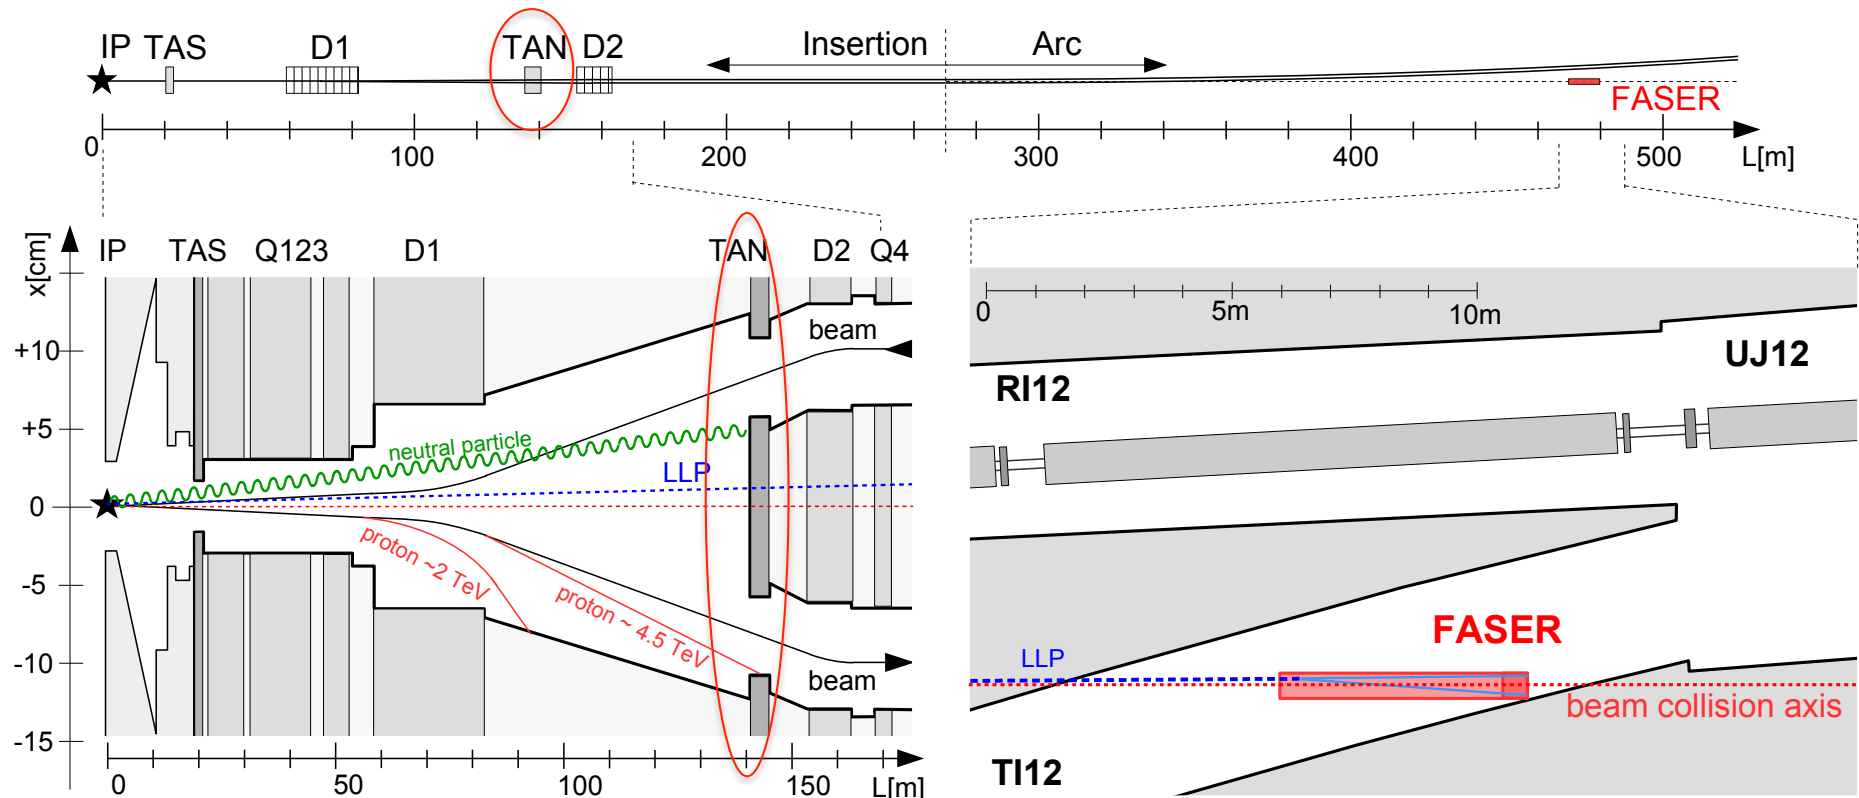 IP TAS D1 TAN D2 Insertion Arc
FASER
0 100 200 300 400 500 L[m]
x[cm] IP TAS Q123 D1 TAN D2 Q4
beam
+10
+5
neutral particle
LLP
0
proton ~2 TeV
proton ~ 4.5 TeV
-5
-10
beam
-15
0 50 100 150 L[m]
0 5m 10m
RI12 UJ12
FASER
LLP
beam collision axis
TI12